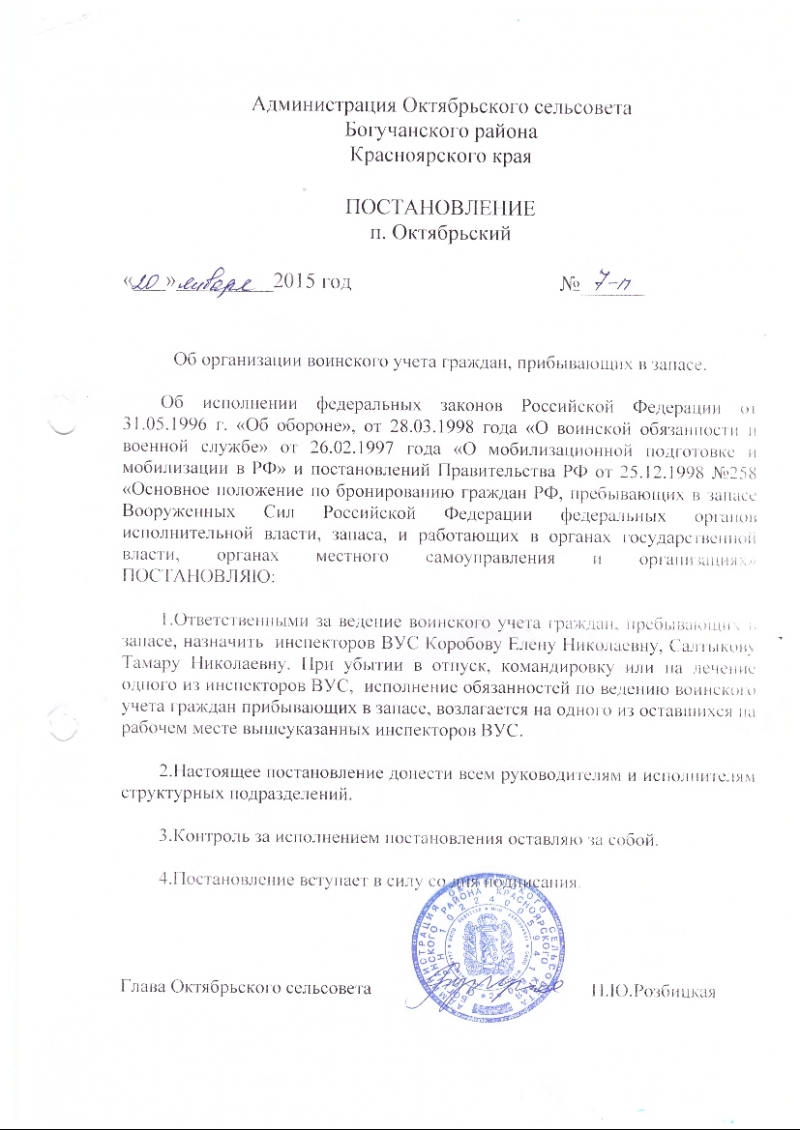 Администрация Октябрьского сельсовета
Богучанского района
Красноярского края
ПОСТАНОВЛЕНИЕ
п. Октябрьский
«20» января 2015 год № 7-п
Об организации воинского учета граждан, прибывающих в запасе.
Об исполнении федеральных законов Российской Федерации от
31.05.1996 г. «Об обороне», от 28.03.1998 года «О воинской обязанности и
военной службе» от 26.02.1997 года «О мобилизационной подготовке и
мобилизации в РФ» и постановлений Правительства РФ от 25.12.1998 №258
«Основное положение по бронированию граждан РФ, пребывающих в запасе
Вооруженных Сил Российской Федерации федеральных органов
исполнительной власти, запаса, и работающих в органах государственной
власти, органах местного самоуправления и организациях»
ПОСТАНОВЛЯЮ:
1.Ответственными за ведение воинского учета граждан, пребывающих в
запасе, назначить инспекторов ВУС Коробову Елену Николаевну, Салтыкову
Тамару Николаевну. При убытии в отпуск, командировку или на лечение
одного из инспекторов ВУС, исполнение обязанностей по ведению воинского
учета граждан прибывающих в запасе, возлагается на одного из оставшихся на
рабочем месте вышеуказанных инспекторов ВУС.
2.Настоящее постановление донести всем руководителям и исполнителям
структурных подразделений.
3.Контроль за исполнением постановления оставляю за собой.
4.Постановление вступает в силу со дня подписания.
Глава Октябрьского сельсовета
Розбицкая